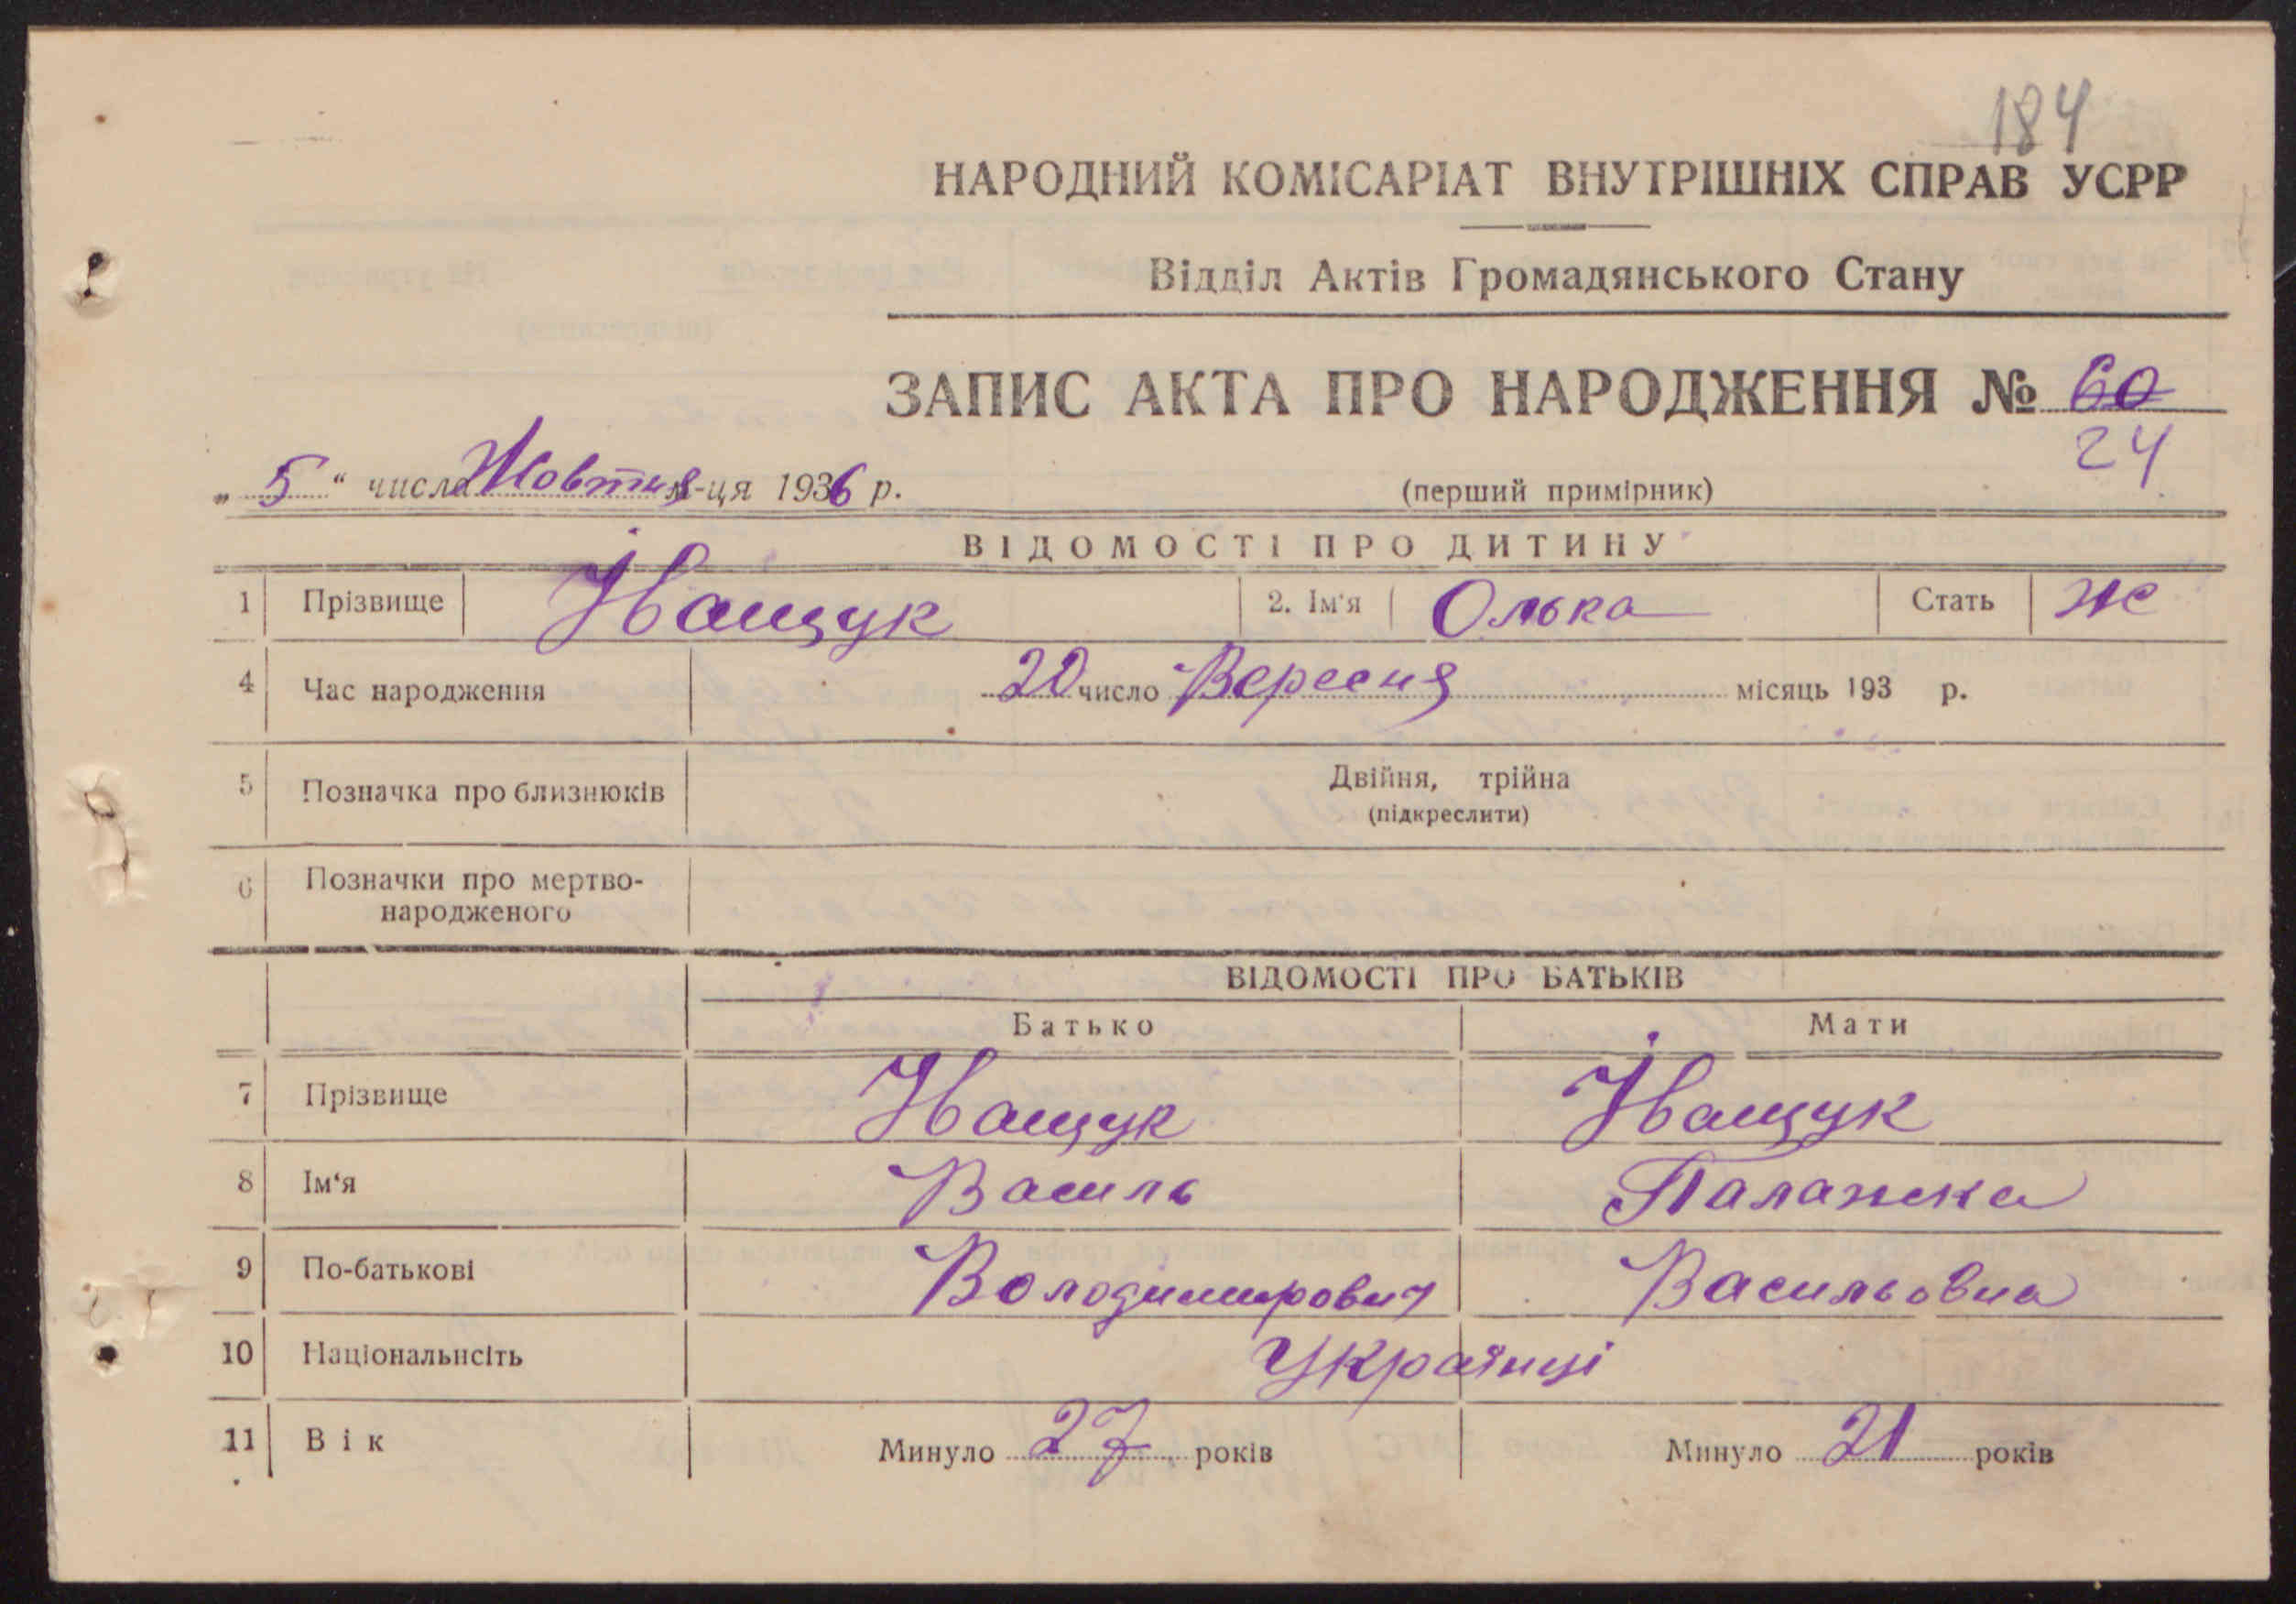 184
НАРОДНИЙ КОМІСАРІАТ ВНУТРІШНІХ СПРАВ УСРР
Відділ Актів Громадянського Стану
ЗАПИС АКТА ПРО НАРОДЖЕННЯ № 60
24
„ 5 “ числа Жовтня м-ця 1936 р. (перший примірник)
ВІДОМОСТІ ПРО ДИТИНУ
1 Прізвище Іващук 2. Ім'я Олька Стать Ж
4 Час народження 20 число Вересня місяць 193 р.
5 Позначка про близнюків Двійня, трійна
(підкреслити)
6 Позначки про мертво-
народженого
ВІДОМОСТІ ПРО БАТЬКІВ
Батько Мати
7 Прізвище Іващук Іващук
8 Ім‘я Василь Палажка
9 По-батькові Володимирович Васильовна
10 Національнсіть Українці
11 Вік Минуло 27 років Минуло 21 років